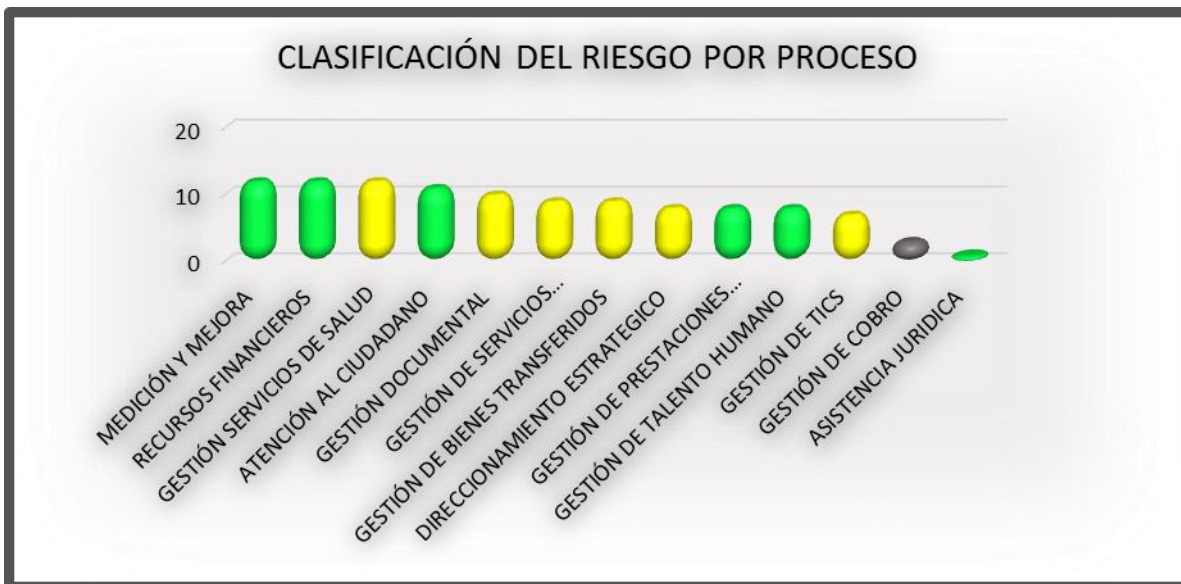 CLASIFICACIÓN DEL RIESGO POR PROCESO
20
10
0
MEDICIÓN Y MEJORA
RECURSOS FINANCIEROS
GESTIÓN SERVICIOS DE SALUD
ATENCIÓN AL CIUDADANO
GESTIÓN DOCUMENTAL
GESTIÓN DE SERVICIOS...
GESTIÓN DE BIENES TRANSFERIDOS
DIRECCIONAMIENTO ESTRATEGICO
GESTIÓN DE PRESTACIONES...
GESTIÓN DE TALENTO HUMANO
GESTIÓN DE TICS
GESTIÓN DE COBRO
ASISTENCIA JURIDICA